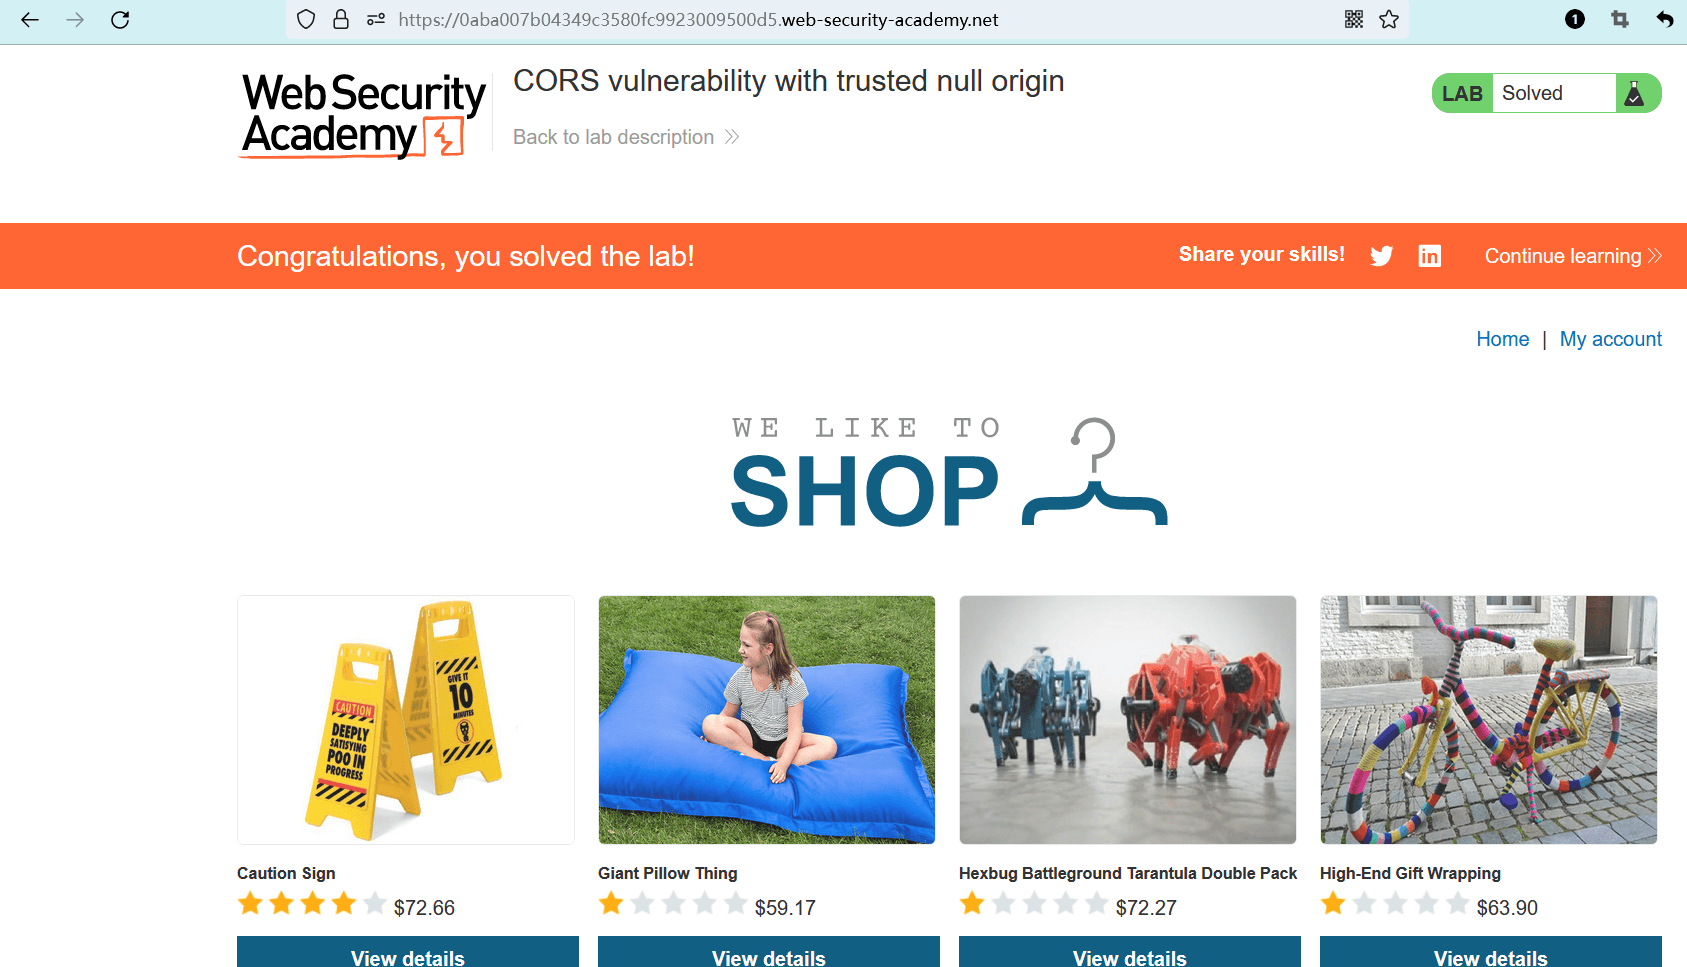 https://0aba007b04349c3580fc9923009500d5.web-security-academy.net
1
Web Security
Academy
CORS vulnerability with trusted null origin
Back to lab description
LAB Solved
Congratulations, you solved the lab!
Share your skills!
in
Continue learning
Home | My account
WE LIKE TO
SHOP
CAUTION
DEEPLY
SATISFYING
POO IN
PROGRESS
GIVE IT
10
MINUTES
Caution Sign
$72.66
View details
Giant Pillow Thing
$59.17
View details
Hexbug Battleground Tarantula Double Pack
$72.27
View details
High-End Gift Wrapping
$63.90
View details